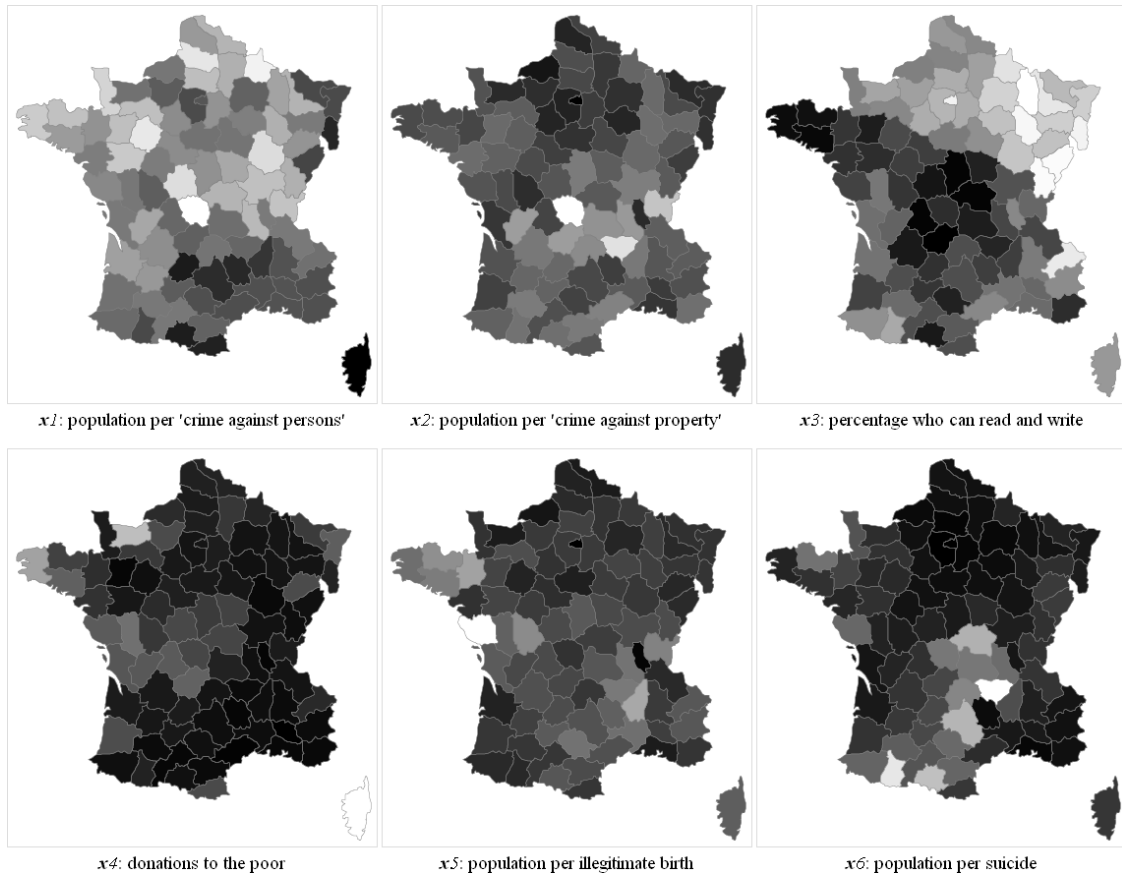 x1: population per 'crime against persons'
x2: population per 'crime against property'
x3: percentage who can read and write
x4: donations to the poor
x5: population per illegitimate birth
x6: population per suicide